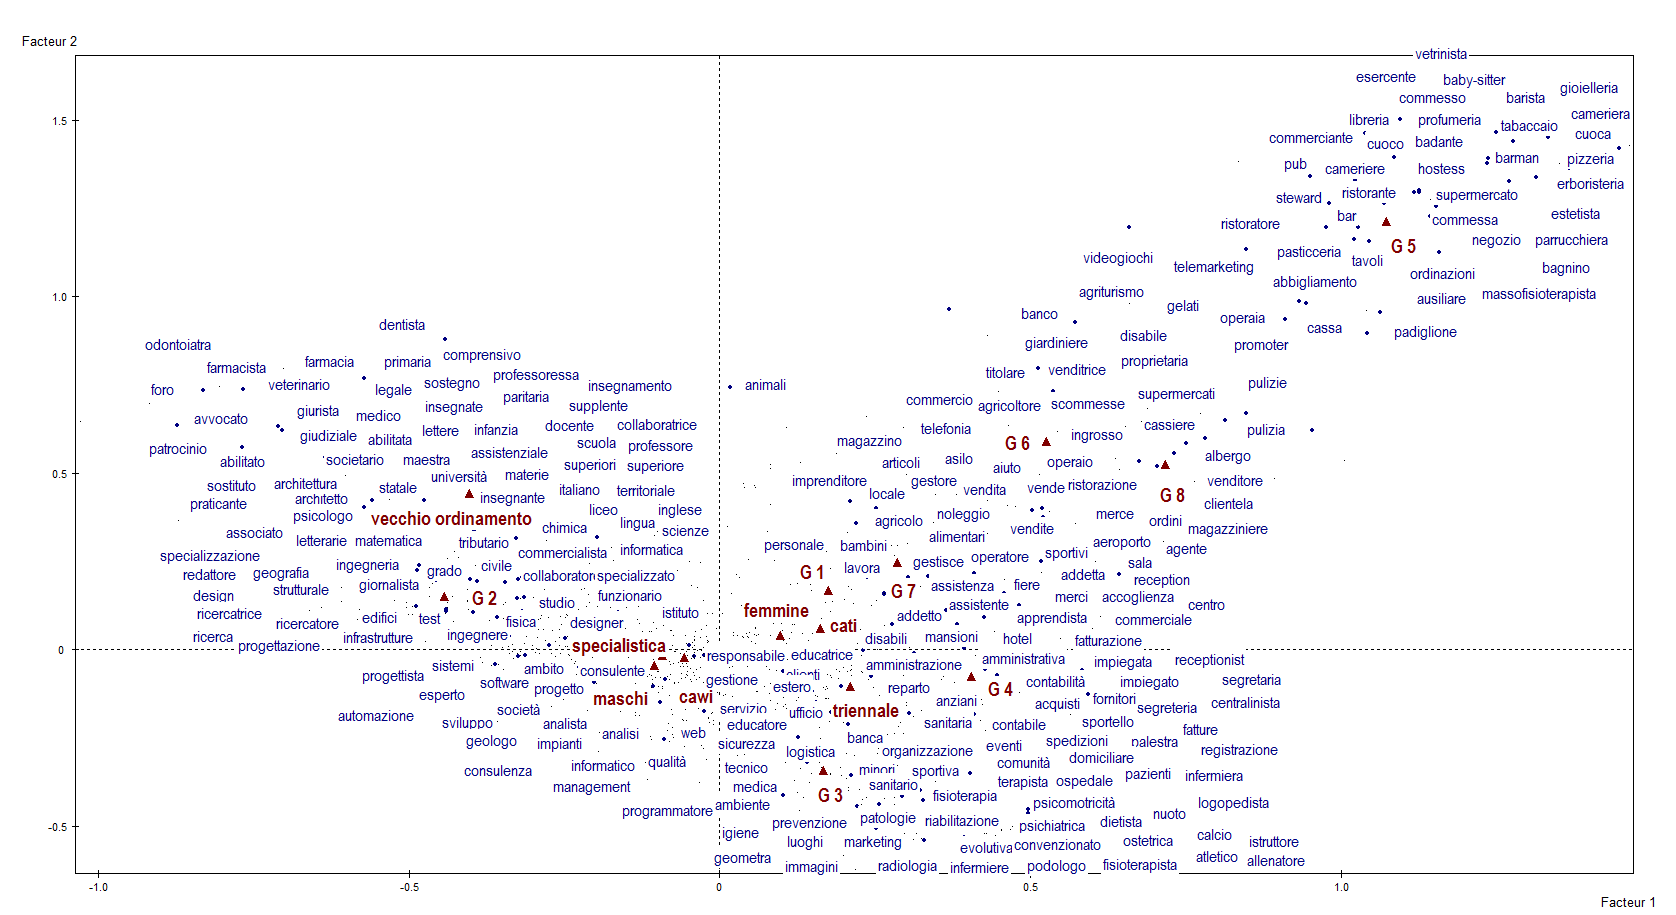 Facteur 2
vetrinista
esercente baby-sitter
gioielleria
commesso barista
cameriera
libreria profumeria tabaccaio
1.5
commerciante cuoco badante cuoca
pub cameriere hostess barman pizzeria
steward ristorante supermercato erboristeria
ristoratore bar commessa estetista
G 5
pasticceria tavoli negozio parrucchiera
videogiochi telemarketing
abbigliamento ordinazioni bagnino
agriturismo ausiliare massofisioterapista
1.0
banco gelati operaia cassa padiglione
giardiniere disabile promoter
dentista
odontoiatra farmacia primaria comprensivo
farmacista
foro veterinario legale sostegno professoressa insegnamento
animali
titolare venditrice proprietaria pulizie
giurista medico insegnate paritaria supplente
commercio agricoltore scommesse supermercati
avvocato giudiziale abilitata lettere infanzia docente collaboratrice
telefonia G 6 ingrosso cassiere pulizia
patrocinio abilitato societario maestra assistenziale scuola professore
magazzino articoli asilo aiuto operaio albergo
0.5
università materie superiori superiore
sostituto architettura statale insegnante italiano territoriale
imprenditore gestore vendita vende ristorazione venditore
G 8
praticante architetto psicologo liceo inglese
locale clientela
vecchio ordinamento
agricolo noleggio vendite merce ordini magazziniere
associato letterarie matematica chimica lingua scienze
personale bambini alimentari aeroporto agente
specializzazione tributario commercialista informatica
redattore geografia ingegneria grado civile collaboratori specializzato
G 1 lavora gestisce operatore sportivi sala
G 7 assistenza fiere addetta reception
design strutturale giornalista G 2 studio funzionario
femmine addetto assistente merci accoglienza centro
ricercatrice ricercatore edifici test fisica designer istituto
cati apprendista commerciale
ricerca progettazione infrastrutture ingegnere
disabili mansioni hotel fatturazione
specialistica
0
responsabile educatrice amministrazione amministrativa impiegata receptionist
sistemi ambito consulente gestione clienti
progettista software progetto
estero reparto G 4 contabilità impiegato segretaria
esperto maschi cawi
anziani acquisti fornitori segreteria centralinista
automazione sviluppo società servizio ufficio triennale
analista educatore sanitaria contabile sportello fatture
geologo impianti analisi web sicurezza banca
organizzazione eventi spedizioni registrazione
consulenza informatico qualità tecnico logistica
minori sportiva comunità domiciliare
management medica G 3 sanitario terapista ospedale pazienti infermiera
programmatore ambiente fisioterapia psicomotricità logopedista
-0.5
igiene prevenzione patologie riabilitazione psichiatrica dietista nuoto
geometra luoghi marketing evolutiva convenzionato ostetrica calcio istruttore
immagini radiologia infermiere podologo fisioterapista atletico allenatore
-1.0 -0.5 0 0.5 1.0
Facteur 1